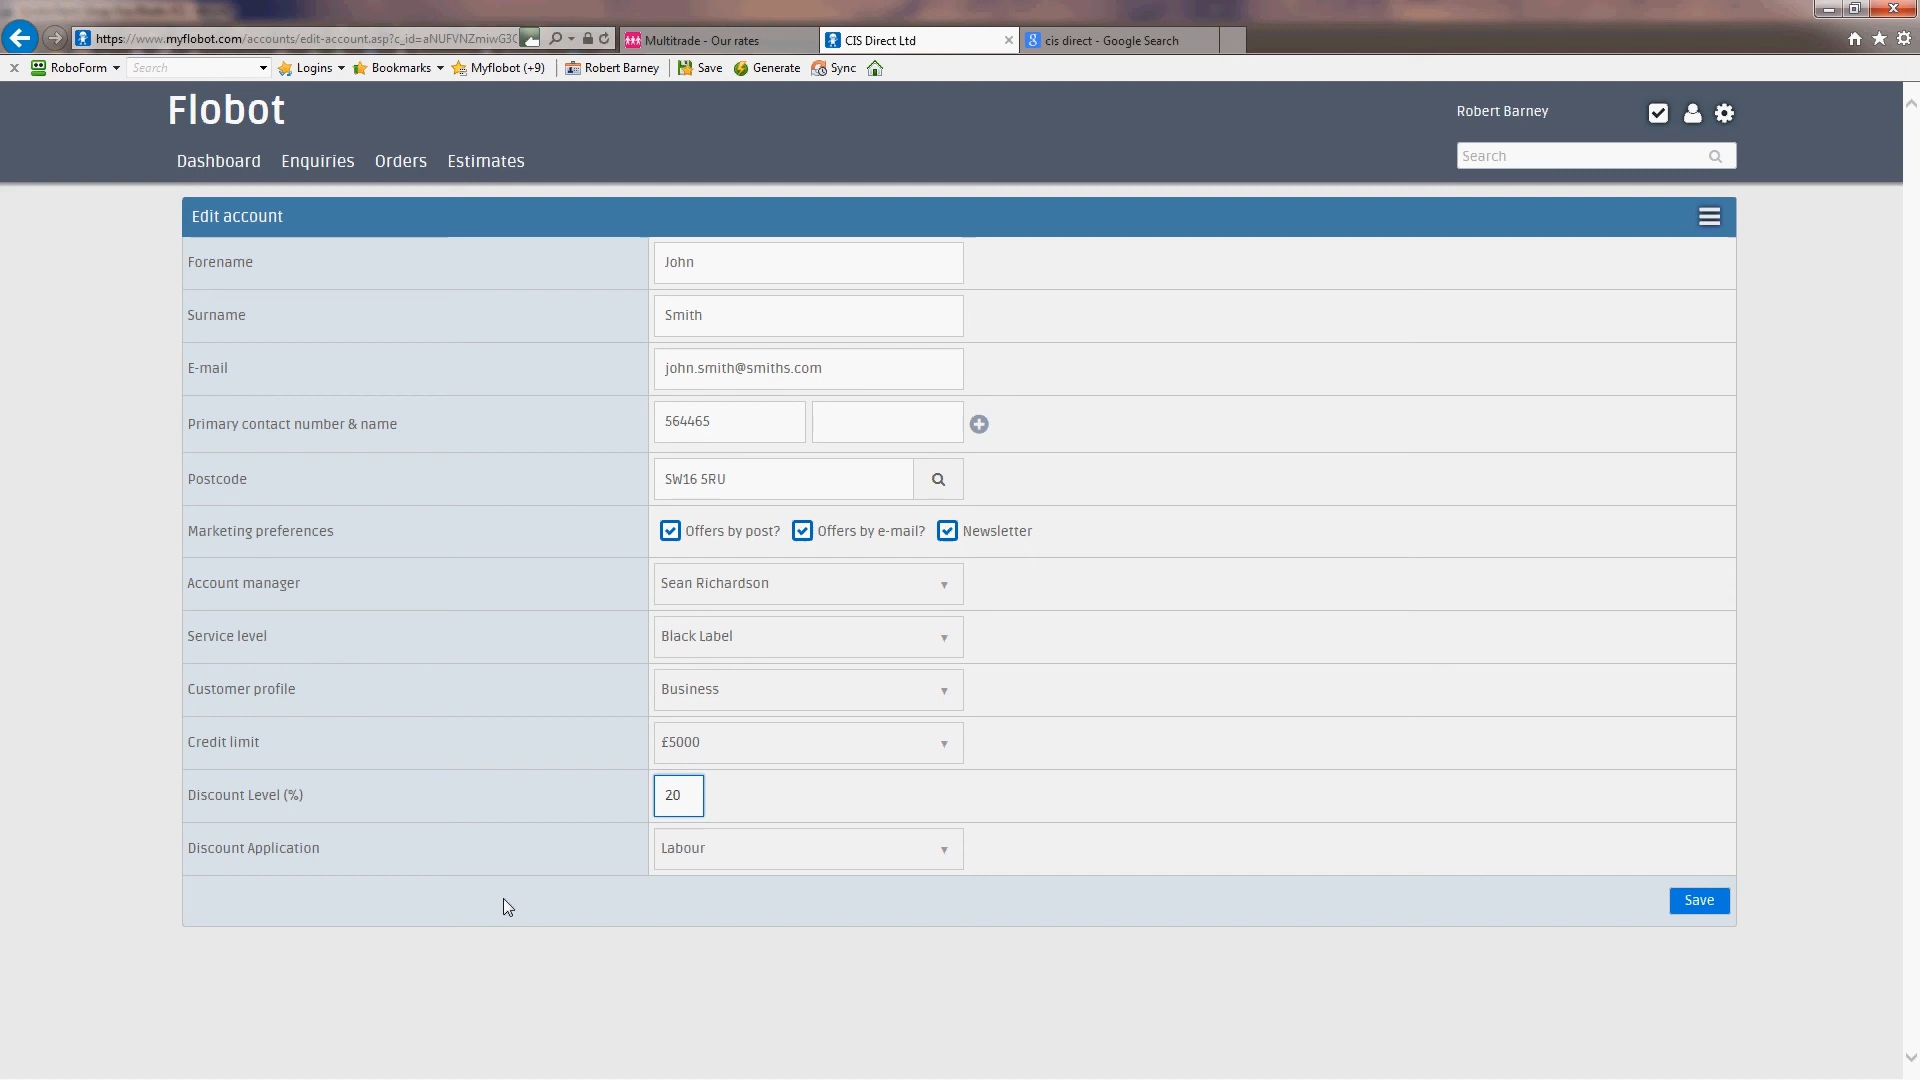 https://www.myflobot.com/accounts/edit-account.asp?c_id=aNUFVNZmiwG3C
Multitrade - Our rates
CIS Direct Ltd
cis direct - Google Search
RoboForm
Search
Logins
Bookmarks
Myflobot (+9)
Robert Barney
Save
Generate
Sync
Flobot
Robert Barney
Dashboard
Enquiries
Orders
Estimates
Search
Edit account
Forename
John
Surname
Smith
E-mail
john.smith@smiths.com
Primary contact number & name
564465
Postcode
SW16 5RU
Marketing preferences
Offers by post?
Offers by e-mail?
Newsletter
Account manager
Sean Richardson
Service level
Black Label
Customer profile
Business
Credit limit
£5000
Discount Level (%)
20
Discount Application
Labour
Save